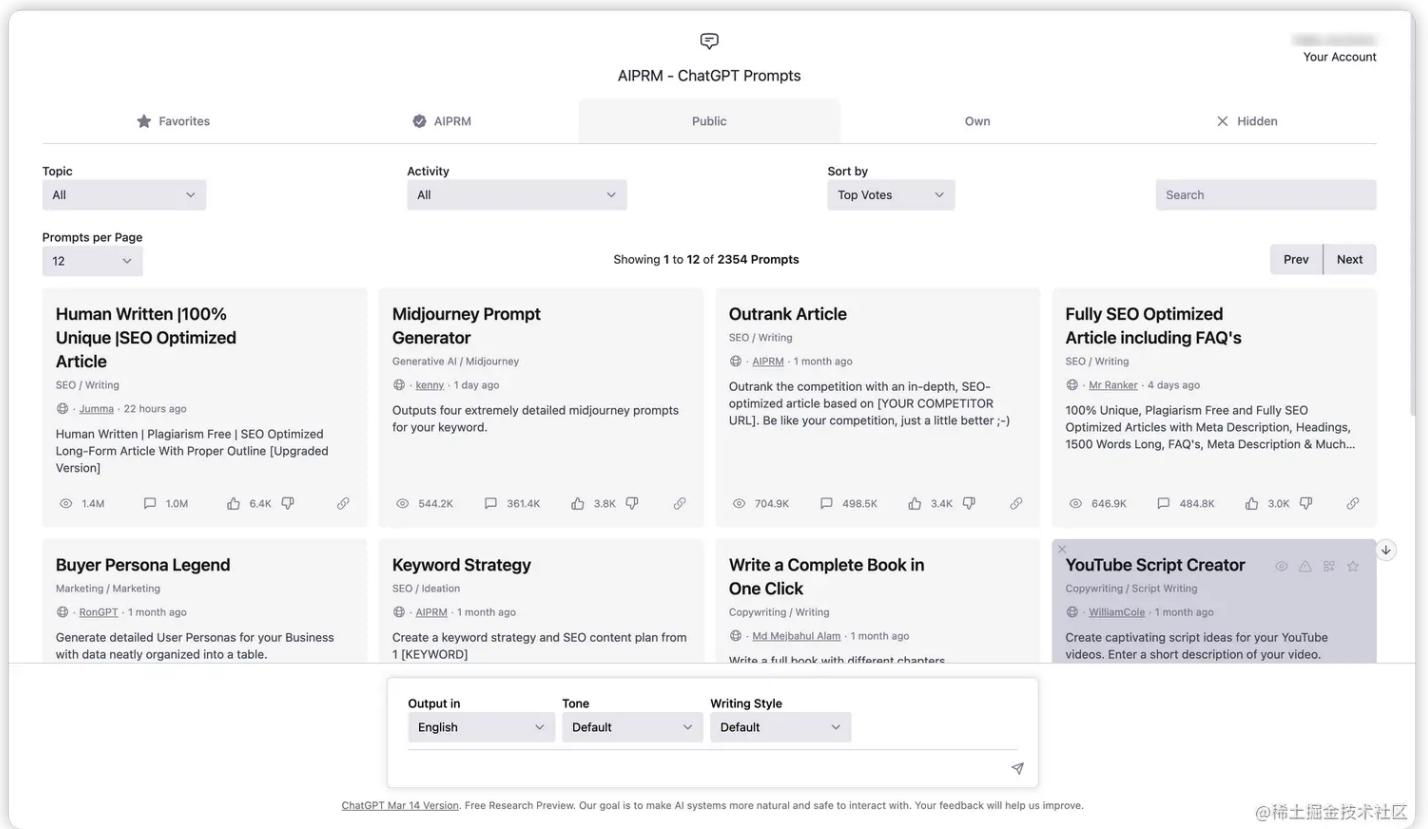 Your Account
AIPRM - ChatGPT Prompts
Favorites
AIPRM
Public
Own
Hidden
Topic
All
Activity
All
Sort by
Top Votes
Search
Prompts per Page
12
Showing 1 to 12 of 2354 Prompts
Prev
Next
Human Written |100%
Unique |SEO Optimized
Article
SEO / Writing
· Jumma · 22 hours ago
Human Written | Plagiarism Free | SEO Optimized
Long-Form Article With Proper Outline [Upgraded
Version]
1.4M 1.0M 6.4K
Midjourney Prompt
Generator
Generative AI / Midjourney
· kenny · 1 day ago
Outputs four extremely detailed midjourney prompts
for your keyword.
544.2K 361.4K 3.8K
Outrank Article
SEO / Writing
· AIPRM · 1 month ago
Outrank the competition with an in-depth, SEO-
optimized article based on [YOUR COMPETITOR
URL]. Be like your competition, just a little better ;-)
704.9K 498.5K 3.4K
Fully SEO Optimized
Article including FAQ's
SEO / Writing
· Mr Ranker · 4 days ago
100% Unique, Plagiarism Free and Fully SEO
Optimized Articles with Meta Description, Headings,
1500 Words Long, FAQ's, Meta Description & Much...
646.9K 484.8K 3.0K
Buyer Persona Legend
Marketing / Marketing
· RonGPT · 1 month ago
Generate detailed User Personas for your Business
with data neatly organized into a table.
Keyword Strategy
SEO / Ideation
· AIPRM · 1 month ago
Create a keyword strategy and SEO content plan from
1 [KEYWORD]
Write a Complete Book in
One Click
Copywriting / Writing
· Md Mejbahul Alam · 1 month ago
Write a full book with different chapters
YouTube Script Creator
Copywriting / Script Writing
· WilliamCole · 1 month ago
Create captivating script ideas for your YouTube
videos. Enter a short description of your video.
Output in
English
Tone
Default
Writing Style
Default
ChatGPT Mar 14 Version. Free Research Preview. Our goal is to make AI systems more natural and safe to interact with. Your feedback will help us improve.
@稀土掘金技术社区